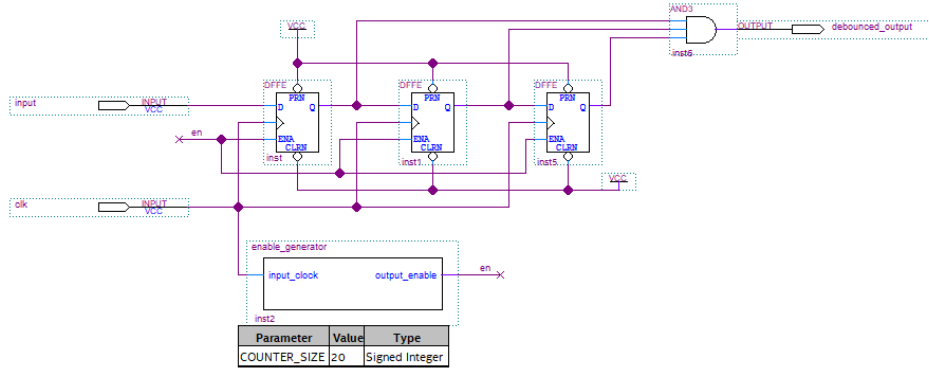 AND3
VCC
OUTPUT
debounced_output
inst6
DFFE
DFFE
DFFE
PRN
PRN
PRN
input
INPUT
VCC
D
Q
D
Q
D
Q
en
ENA
ENA
ENA
CLRN
CLRN
CLRN
inst
inst1
inst5
VCC
clk
INPUT
VCC
enable_generator
input_clock
output_enable
en
inst2
Parameter Value Type
COUNTER_SIZE 20 Signed Integer